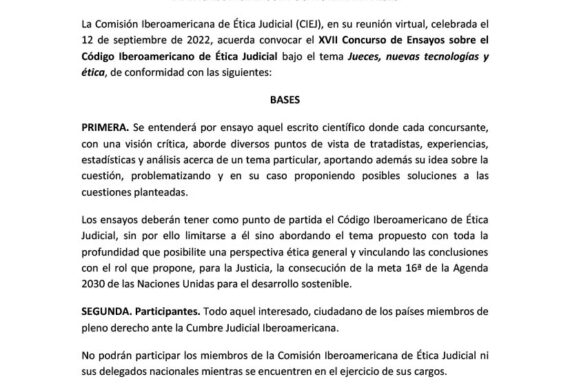 La Comisión Iberoamericana de Ética Judicial (CIEJ), en su reunión virtual, celebrada el
12 de septiembre de 2022, acuerda convocar el XVII Concurso de Ensayos sobre el
Código Iberoamericano de Ética Judicial bajo el tema Jueces, nuevas tecnologías y
ética, de conformidad con las siguientes:
BASES
PRIMERA. Se entenderá por ensayo aquel escrito científico donde cada concursante,
con una visión crítica, aborde diversos puntos de vista de tratadistas, experiencias,
estadísticas y análisis acerca de un tema particular, aportando además su idea sobre la
cuestión, problematizando y en su caso proponiendo posibles soluciones a las
cuestiones planteadas.
Los ensayos deberán tener como punto de partida el Código Iberoamericano de Ética
Judicial, sin por ello limitarse a él sino abordando el tema propuesto con toda la
profundidad que posibilite una perspectiva ética general y vinculando las conclusiones
con el rol que propone, para la Justicia, la consecución de la meta 16ª de la Agenda
2030 de las Naciones Unidas para el desarrollo sostenible.
SEGUNDA. Participantes. Todo aquel interesado, ciudadano de los países miembros de
pleno derecho ante la Cumbre Judicial Iberoamericana.
No podrán participar los miembros de la Comisión Iberoamericana de Ética Judicial ni
sus delegados nacionales mientras se encuentren en el ejercicio de sus cargos.